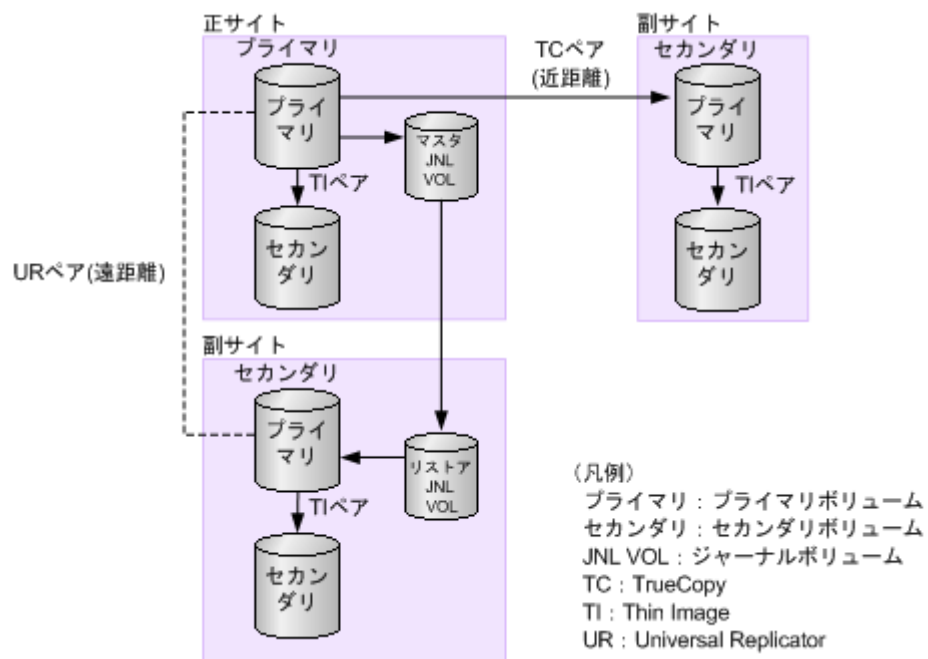 正サイト
プライマリ
プライ
マリ
マスタ
JNL
VOL
TIペア
セカン
ダリ
TCペア
(近距離)
副サイト
セカンダリ
プライ
マリ
TIペア
セカン
ダリ
URペア(遠距離)
副サイト
セカンダリ
プライ
マリ
リストア
JNL
VOL
TIペア
セカン
ダリ
（凡例）
プライマリ：プライマリボリューム
セカンダリ：セカンダリボリューム
JNL VOL：ジャーナルボリューム
TC：TrueCopy
TI：Thin Image
UR：Universal Replicator